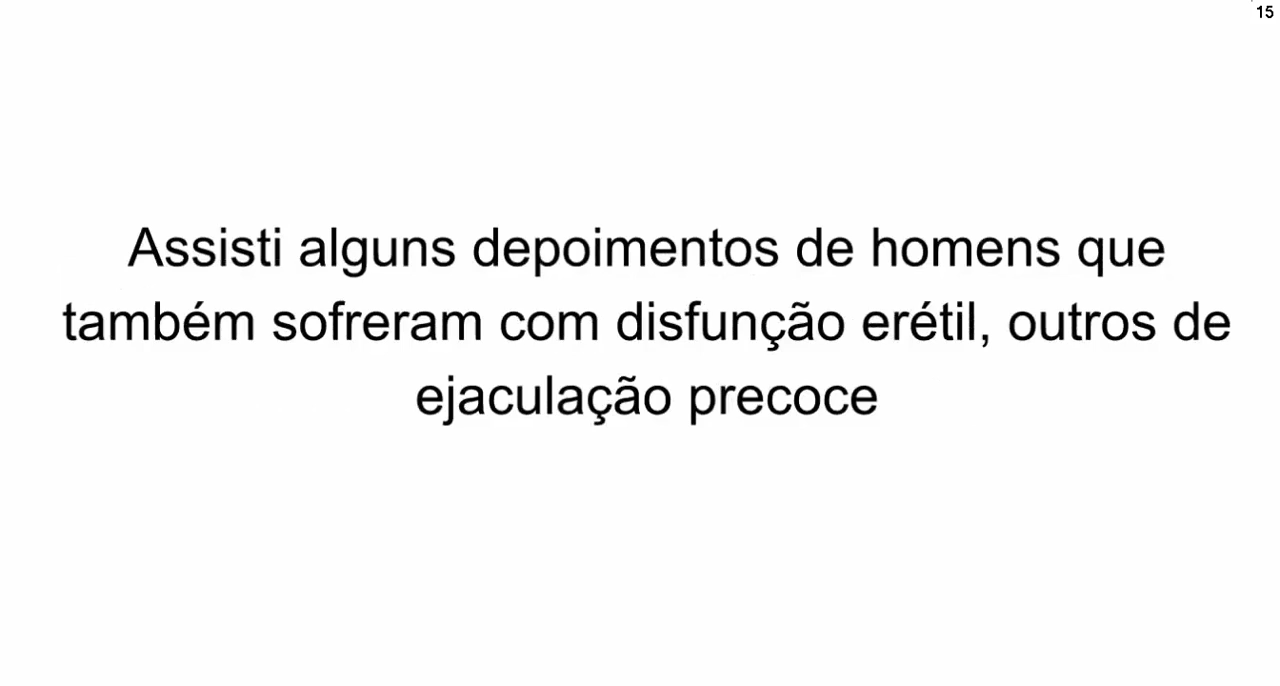 15
Assisti alguns depoimentos de homens que
também sofreram com disfunção erétil, outros de
ejaculação precoce